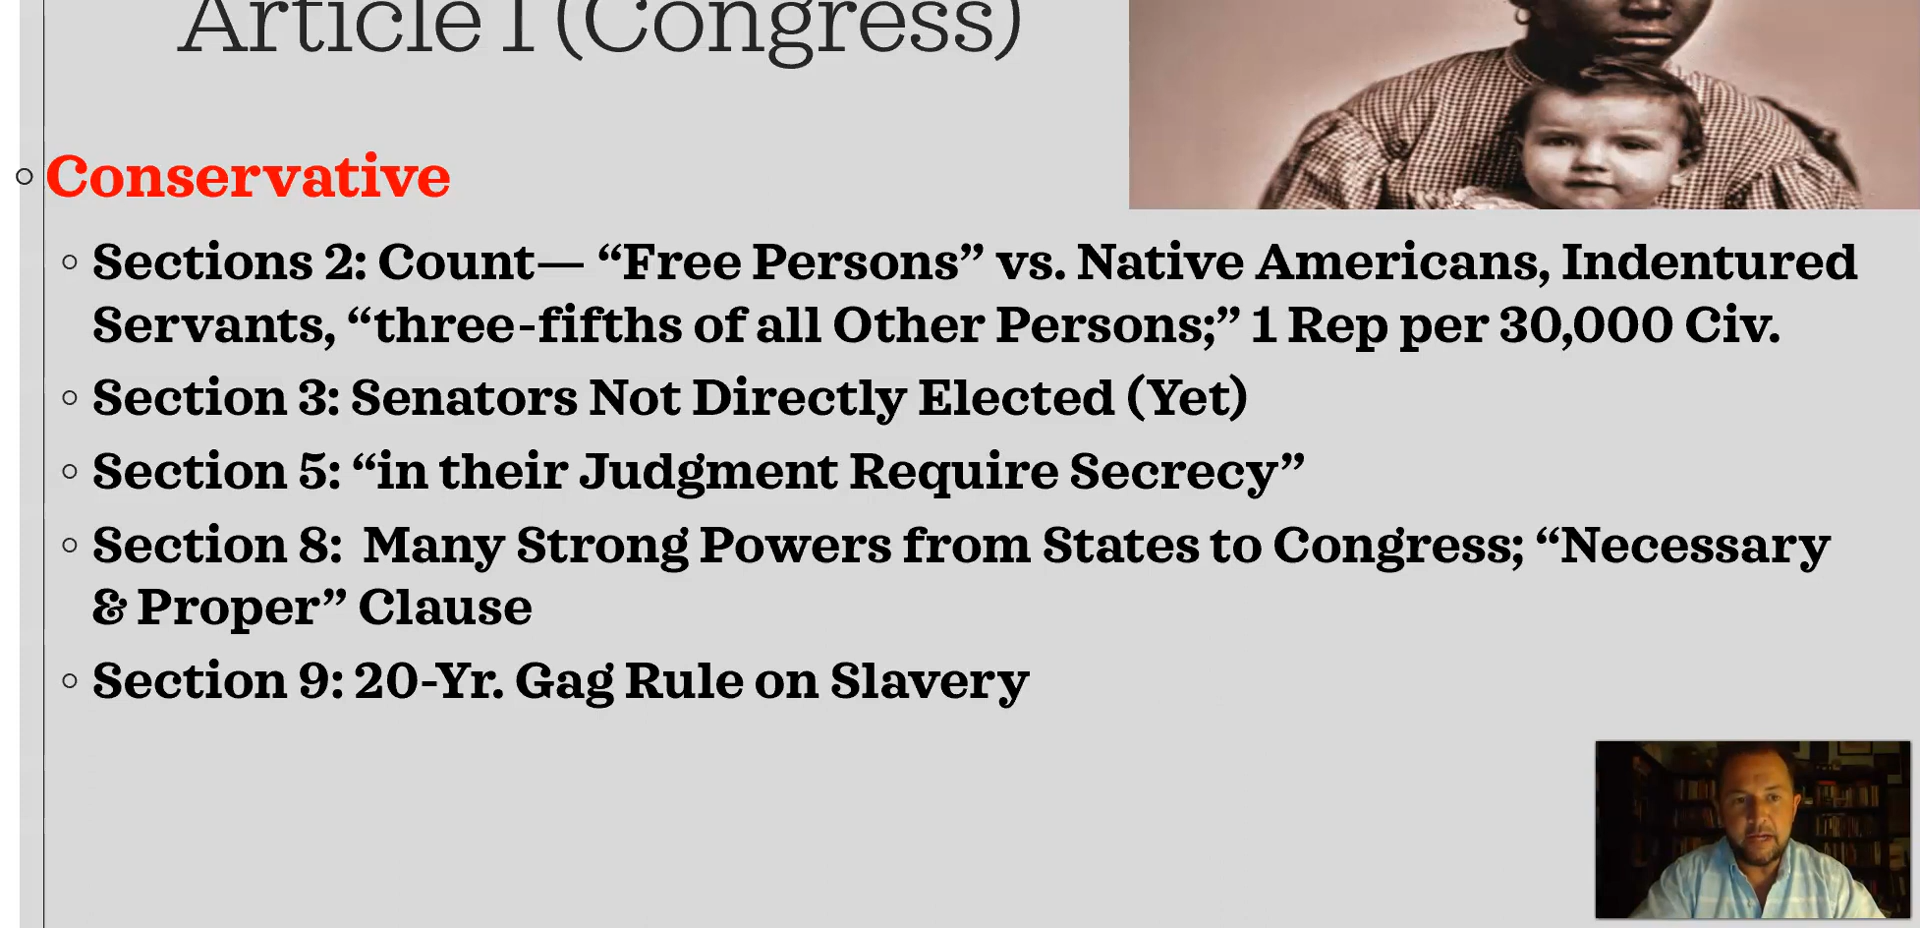 Article I (Congress)
Conservative
Sections 2: Count— “Free Persons” vs. Native Americans, Indentured
Servants, “three-fifths of all Other Persons;” 1 Rep per 30,000 Civ.
Section 3: Senators Not Directly Elected (Yet)
Section 5: “in their Judgment Require Secrecy”
Section 8:  Many Strong Powers from States to Congress; “Necessary
& Proper” Clause
Section 9: 20-Yr. Gag Rule on Slavery